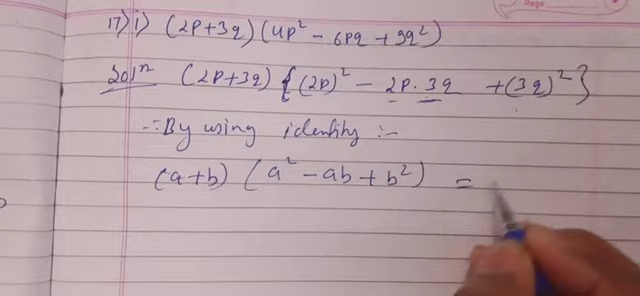 Page
17) i) (2p+3q) (4p² - 6pq + 9q²)
Solⁿ (2p+3q) {(2p)² - 2p · 3q + (3q)²}
∴ By using identity :-
(a+b) (a² - ab + b²) =